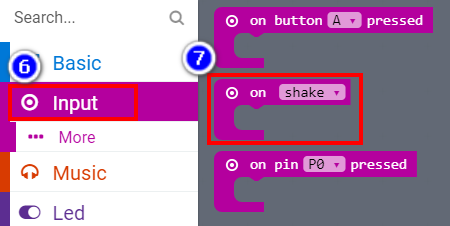 Search...
6
Basic
Input
More
Music
Led
on button A pressed
7
on shake
on pin P0 pressed